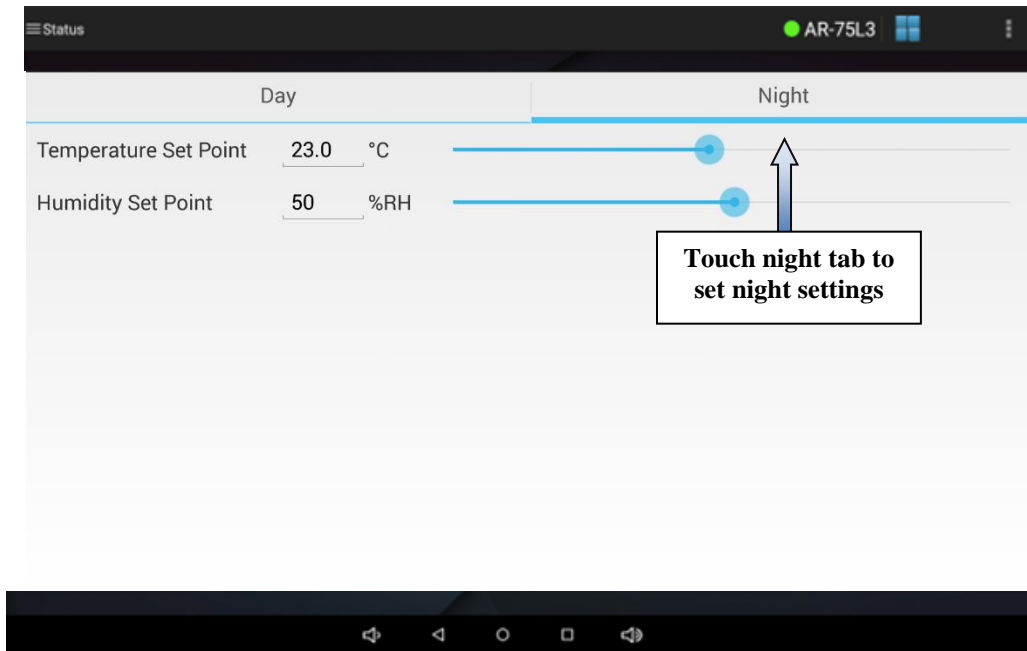 Status AR-75L3
Day Night
Temperature Set Point 23.0 °C
Humidity Set Point 50 %RH
Touch night tab to
set night settings